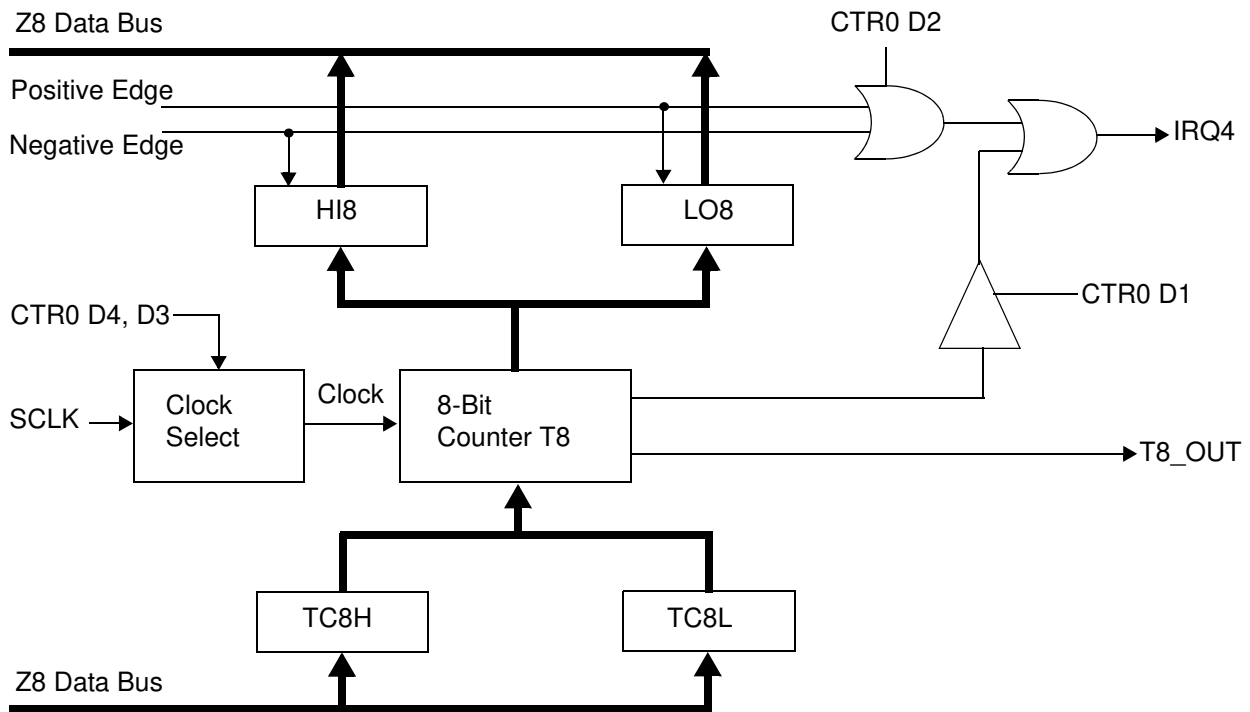 Z8 Data Bus
CTR0 D2
Positive Edge
Negative Edge
IRQ4
HI8
LO8
CTR0 D4, D3
CTR0 D1
Clock
Select
Clock
8-Bit
Counter T8
SCLK
T8_OUT
TC8H
TC8L
Z8 Data Bus